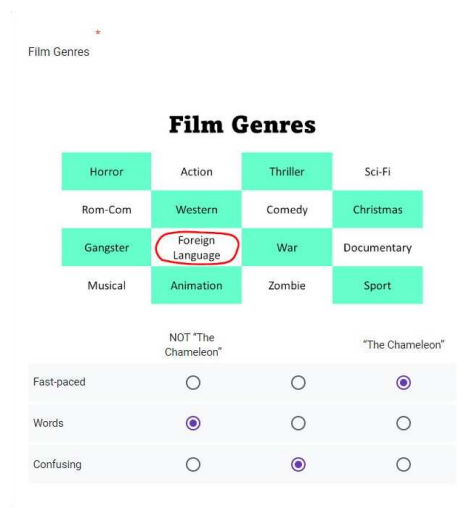 *
Film Genres
Film Genres
Horror Action Thriller Sci-Fi
Rom-Com Western Comedy Christmas
Gangster Foreign Language War Documentary
Musical Animation Zombie Sport
NOT "The Chameleon" "The Chameleon"
Fast-paced
Words
Confusing